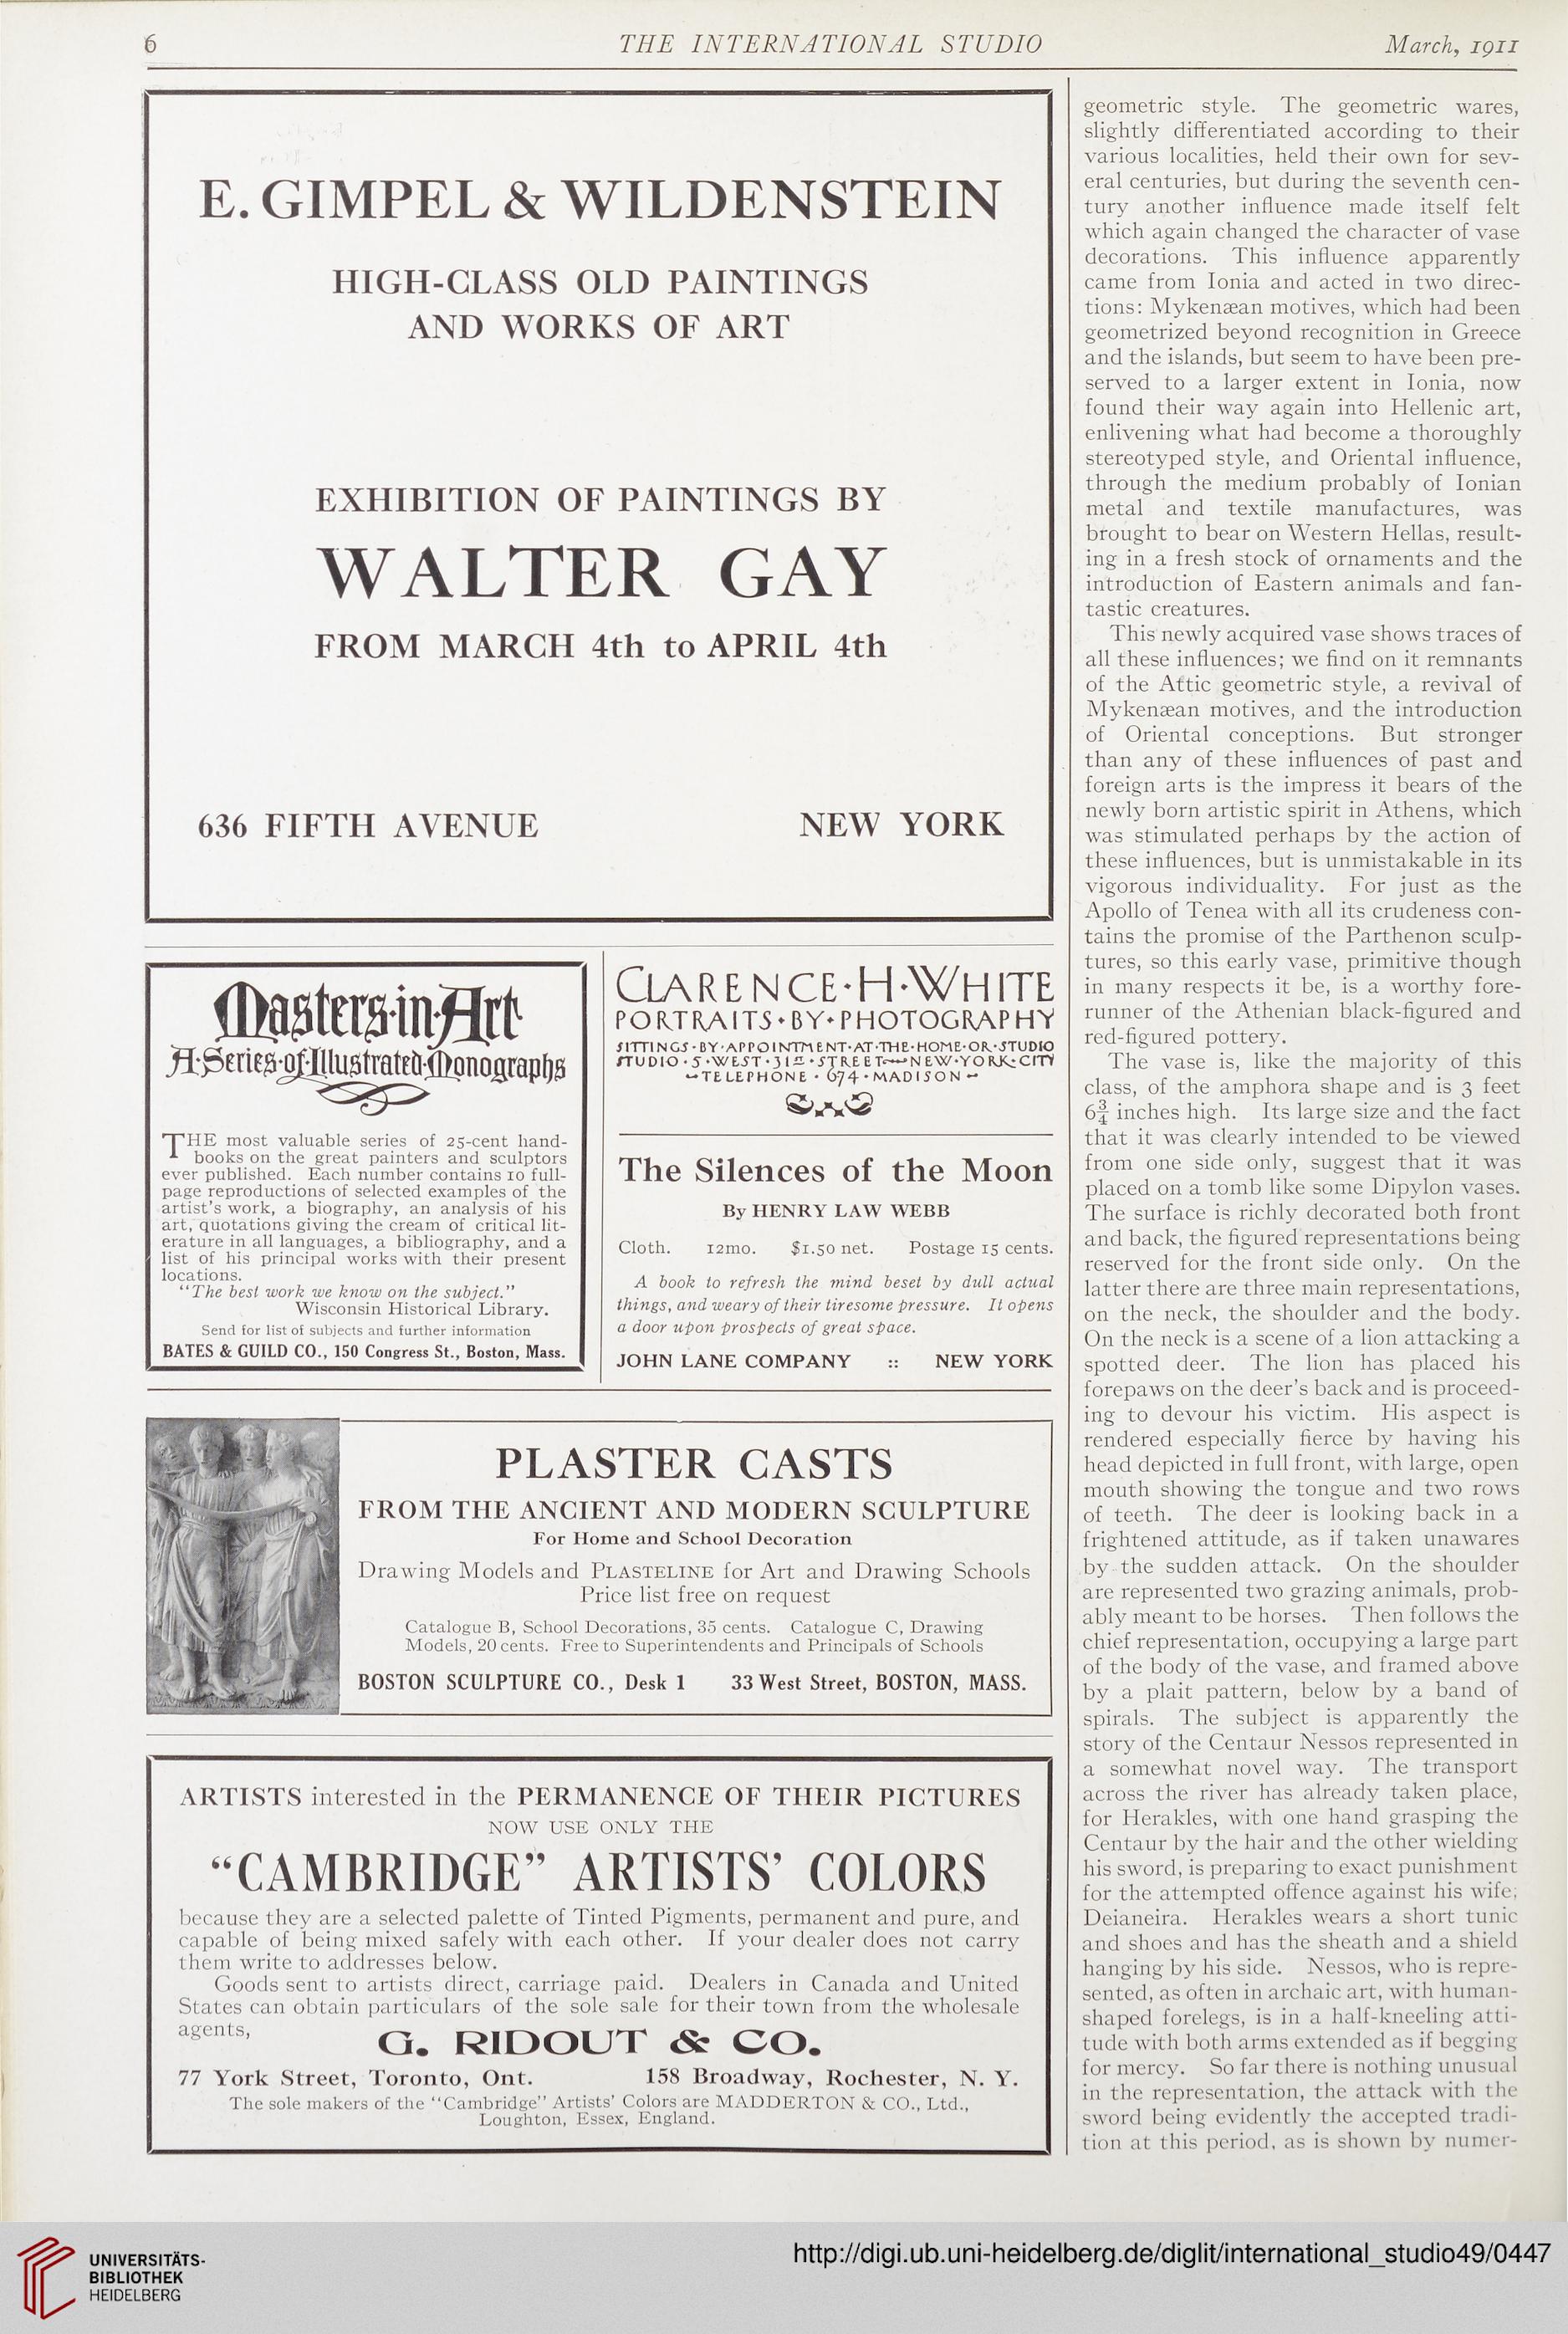 6
THE INTERNATIONAL STUDIO
March, 1911
E. GIMPEL & WILDENSTEIN
HIGH-CLASS OLD PAINTINGS
AND WORKS OF ART
EXHIBITION OF PAINTINGS BY
WALTER GAY
FROM MARCH 4th to APRIL 4th
636 FIFTH AVENUE NEW YORK
Masters·in·Art
A·Series·of·Illustrated·Monographs
THE most valuable series of 25-cent hand-
books on the great painters and sculptors
ever published. Each number contains 10 full-
page reproductions of selected examples of the
artist's work, a biography, an analysis of his
art, quotations giving the cream of critical lit-
erature in all languages, a bibliography, and a
list of his principal works with their present
locations.
"The best work we know on the subject."
Wisconsin Historical Library.
Send for list of subjects and further information
BATES & GUILD CO., 150 Congress St., Boston, Mass.
CLARENCE·H·WHITE
PORTRAITS·BY·PHOTOGRAPHY
SITTINGS·BY·APPOINTMENT·AT·THE·HOME·OR·STUDIO
STUDIO·5·WEST·31ST·STREET NEW·YORK·CITY
TELEPHONE·674·MADISON
The Silences of the Moon
By HENRY LAW WEBB
Cloth. 12mo. $1.50 net. Postage 15 cents.
A book to refresh the mind beset by dull actual
things, and weary of their tiresome pressure. It opens
a door upon prospects of great space.
JOHN LANE COMPANY :: NEW YORK
PLASTER CASTS
FROM THE ANCIENT AND MODERN SCULPTURE
For Home and School Decoration
Drawing Models and PLASTELINE for Art and Drawing Schools
Price list free on request
Catalogue B, School Decorations, 35 cents. Catalogue C, Drawing
Models, 20 cents. Free to Superintendents and Principals of Schools
BOSTON SCULPTURE CO., Desk 1 33 West Street, BOSTON, MASS.
ARTISTS interested in the PERMANENCE OF THEIR PICTURES
NOW USE ONLY THE
"CAMBRIDGE" ARTISTS' COLORS
because they are a selected palette of Tinted Pigments, permanent and pure, and
capable of being mixed safely with each other. If your dealer does not carry
them write to addresses below.
Goods sent to artists direct, carriage paid. Dealers in Canada and United
States can obtain particulars of the sole sale for their town from the wholesale
agents,
G. RIDOUT & CO.
77 York Street, Toronto, Ont. 158 Broadway, Rochester, N. Y.
The sole makers of the "Cambridge" Artists' Colors are MADDERTON & CO., Ltd.,
Loughton, Essex, England.
geometric style. The geometric wares,
slightly differentiated according to their
various localities, held their own for sev-
eral centuries, but during the seventh cen-
tury another influence made itself felt
which again changed the character of vase
decorations. This influence apparently
came from Ionia and acted in two direc-
tions: Mykenæan motives, which had been
geometrized beyond recognition in Greece
and the islands, but seem to have been pre-
served to a larger extent in Ionia, now
found their way again into Hellenic art,
enlivening what had become a thoroughly
stereotyped style, and Oriental influence,
through the medium probably of Ionian
metal and textile manufactures, was
brought to bear on Western Hellas, result-
ing in a fresh stock of ornaments and the
introduction of Eastern animals and fan-
tastic creatures.
This newly acquired vase shows traces of
all these influences; we find on it remnants
of the Attic geometric style, a revival of
Mykenæan motives, and the introduction
of Oriental conceptions. But stronger
than any of these influences of past and
foreign arts is the impress it bears of the
newly born artistic spirit in Athens, which
was stimulated perhaps by the action of
these influences, but is unmistakable in its
vigorous individuality. For just as the
Apollo of Tenea with all its crudeness con-
tains the promise of the Parthenon sculp-
tures, so this early vase, primitive though
in many respects it be, is a worthy fore-
runner of the Athenian black-figured and
red-figured pottery.
The vase is, like the majority of this
class, of the amphora shape and is 3 feet
6¾ inches high. Its large size and the fact
that it was clearly intended to be viewed
from one side only, suggest that it was
placed on a tomb like some Dipylon vases.
The surface is richly decorated both front
and back, the figured representations being
reserved for the front side only. On the
latter there are three main representations,
on the neck, the shoulder and the body.
On the neck is a scene of a lion attacking a
spotted deer. The lion has placed his
forepaws on the deer's back and is proceed-
ing to devour his victim. His aspect is
rendered especially fierce by having his
head depicted in full front, with large, open
mouth showing the tongue and two rows
of teeth. The deer is looking back in a
frightened attitude, as if taken unawares
by the sudden attack. On the shoulder
are represented two grazing animals, prob-
ably meant to be horses. Then follows the
chief representation, occupying a large part
of the body of the vase, and framed above
by a plait pattern, below by a band of
spirals. The subject is apparently the
story of the Centaur Nessos represented in
a somewhat novel way. The transport
across the river has already taken place,
for Herakles, with one hand grasping the
Centaur by the hair and the other wielding
his sword, is preparing to exact punishment
for the attempted offence against his wife,
Deianeira. Herakles wears a short tunic
and shoes and has the sheath and a shield
hanging by his side. Nessos, who is repre-
sented, as often in archaic art, with human-
shaped forelegs, is in a half-kneeling atti-
tude with both arms extended as if begging
for mercy. So far there is nothing unusual
in the representation, the attack with the
sword being evidently the accepted tradi-
tion at this period, as is shown by numer-
UNIVERSITÄTS-
BIBLIOTHEK
HEIDELBERG
http://digi.ub.uni-heidelberg.de/diglit/international_studio49/0447